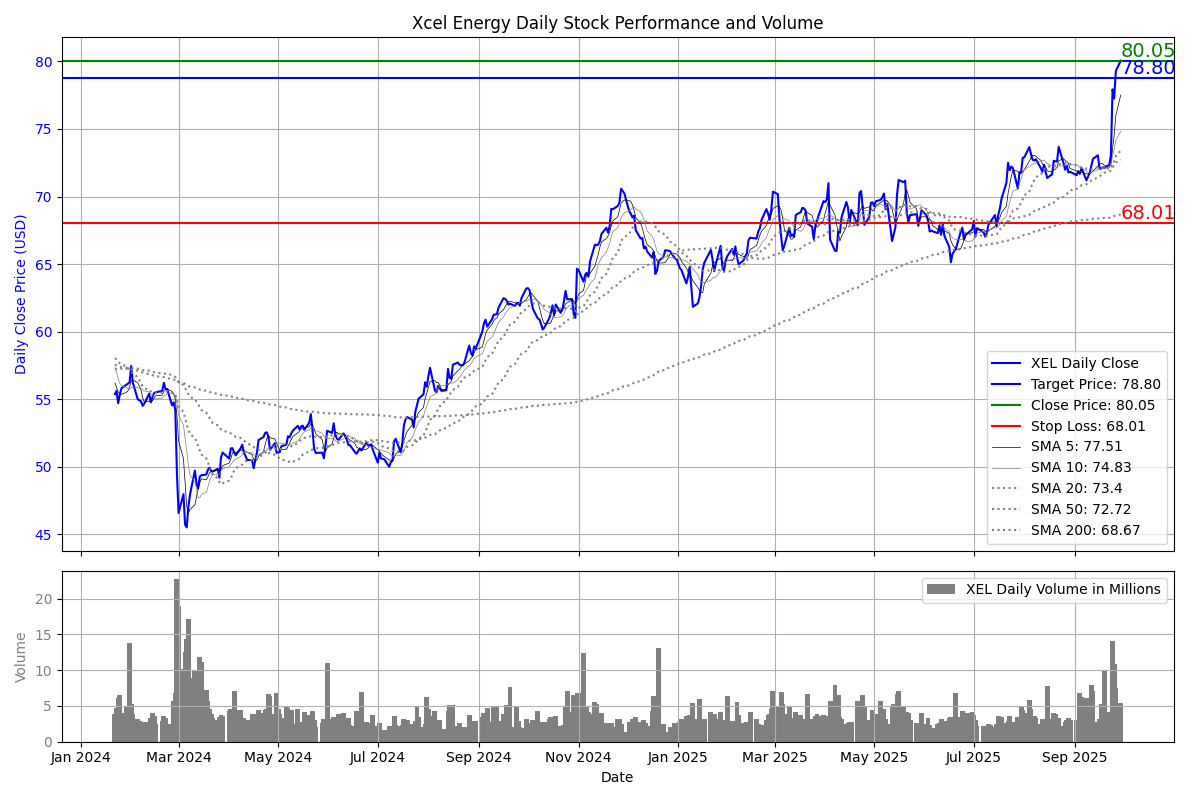 Xcel Energy Daily Stock Performance and Volume
Daily Close Price (USD)
80
75
70
65
60
55
50
45
80.05
78.80
68.01
XEL Daily Close
Target Price: 78.80
Close Price: 80.05
Stop Loss: 68.01
SMA 5: 77.51
SMA 10: 74.83
SMA 20: 73.4
SMA 50: 72.72
SMA 200: 68.67
Volume
20
15
10
5
0
XEL Daily Volume in Millions
Jan 2024
Mar 2024
May 2024
Jul 2024
Sep 2024
Nov 2024
Jan 2025
Mar 2025
May 2025
Jul 2025
Sep 2025
Date